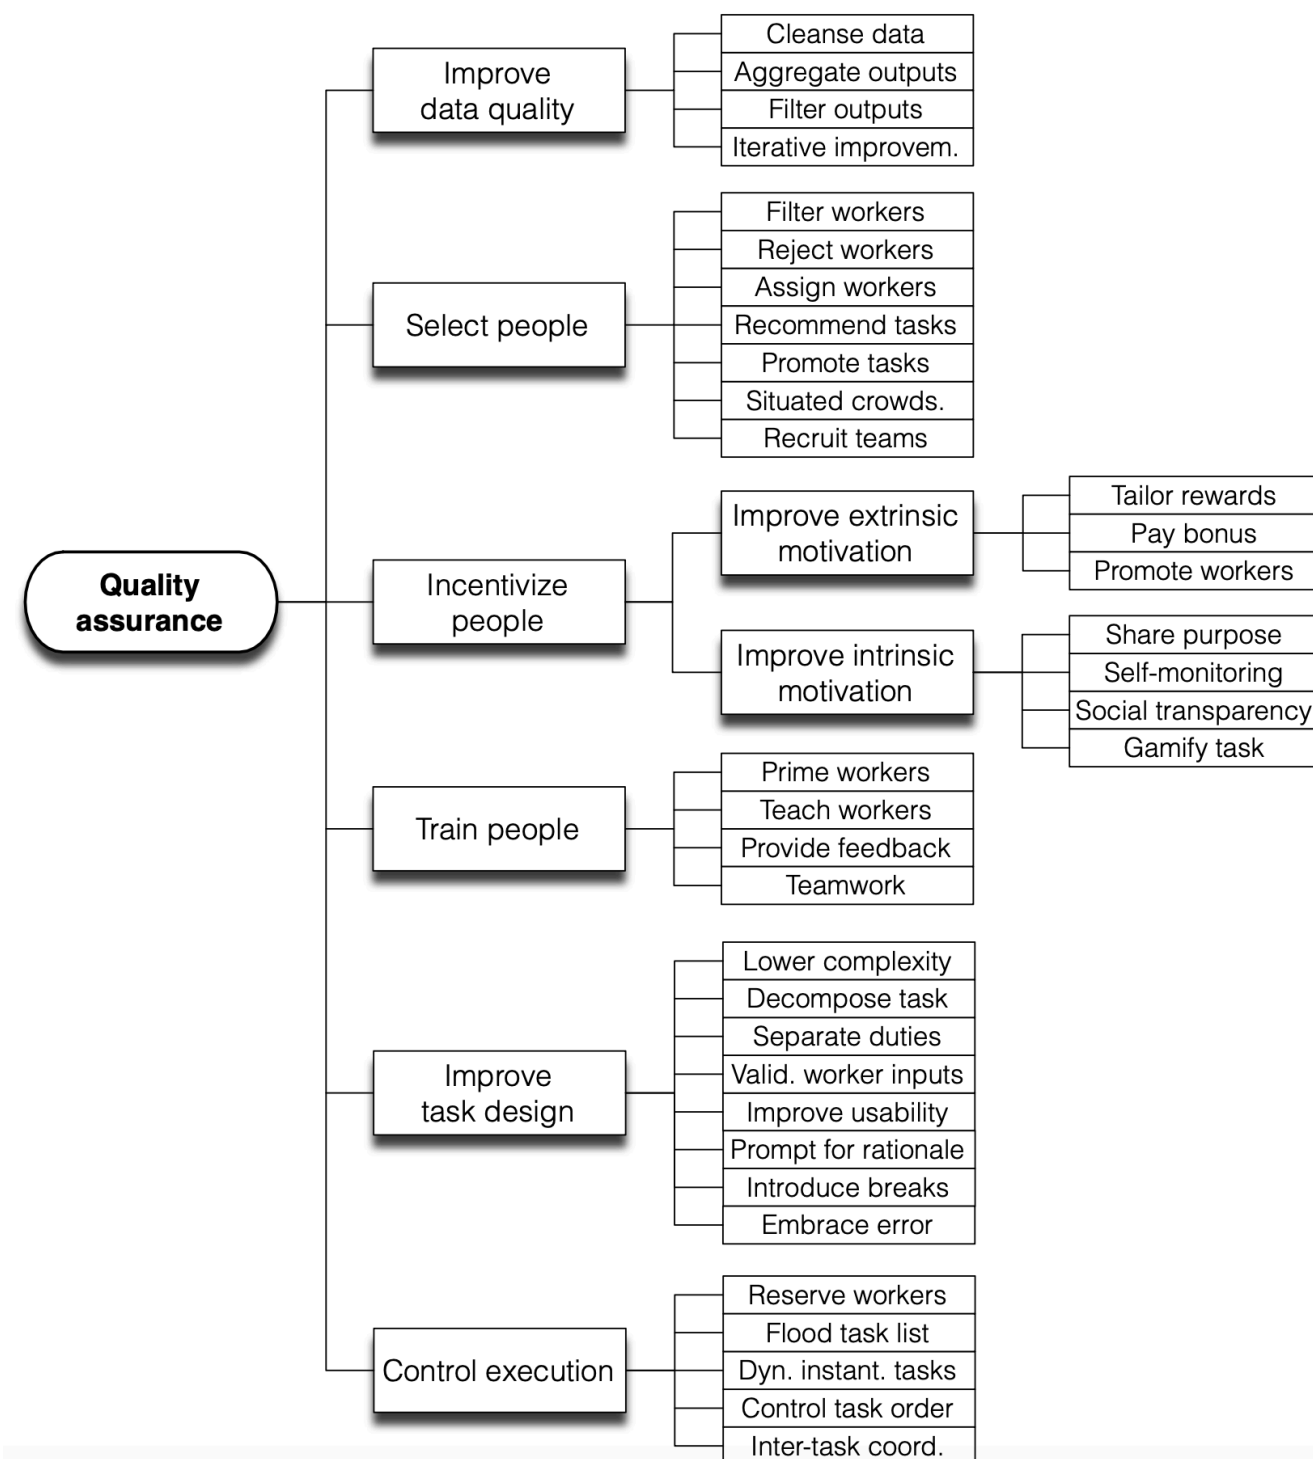 Quality
assurance
Improve
data quality
Cleanse data
Aggregate outputs
Filter outputs
Iterative improvem.
Select people
Filter workers
Reject workers
Assign workers
Recommend tasks
Promote tasks
Situated crowds.
Recruit teams
Incentivize
people
Improve extrinsic
motivation
Tailor rewards
Pay bonus
Promote workers
Improve intrinsic
motivation
Share purpose
Self-monitoring
Social transparency
Gamify task
Train people
Prime workers
Teach workers
Provide feedback
Teamwork
Improve
task design
Lower complexity
Decompose task
Separate duties
Valid. worker inputs
Improve usability
Prompt for rationale
Introduce breaks
Embrace error
Control execution
Reserve workers
Flood task list
Dyn. instant. tasks
Control task order
Inter-task coord.